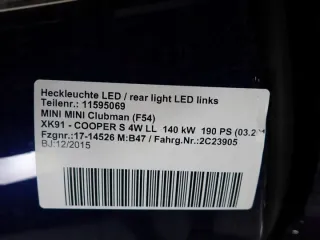 Heckleuchte LED / rear light LED links
Teilenr.: 11595069
MINI MINI Clubman (F54)
XK91 - COOPER S 4W LL 140 kW 190 PS (03.2
Fzgnr.:17-14526 M:B47 / Fahrg.Nr.:2C23905
BJ:12/2015